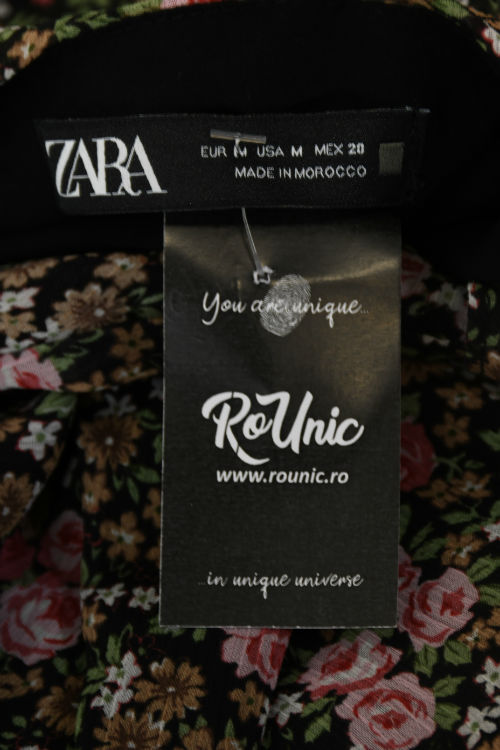 ZARA
EUR M USA M MEX 28
MADE IN MOROCCO
You are unique...
RoUnic
www.rounic.ro
...in unique universe